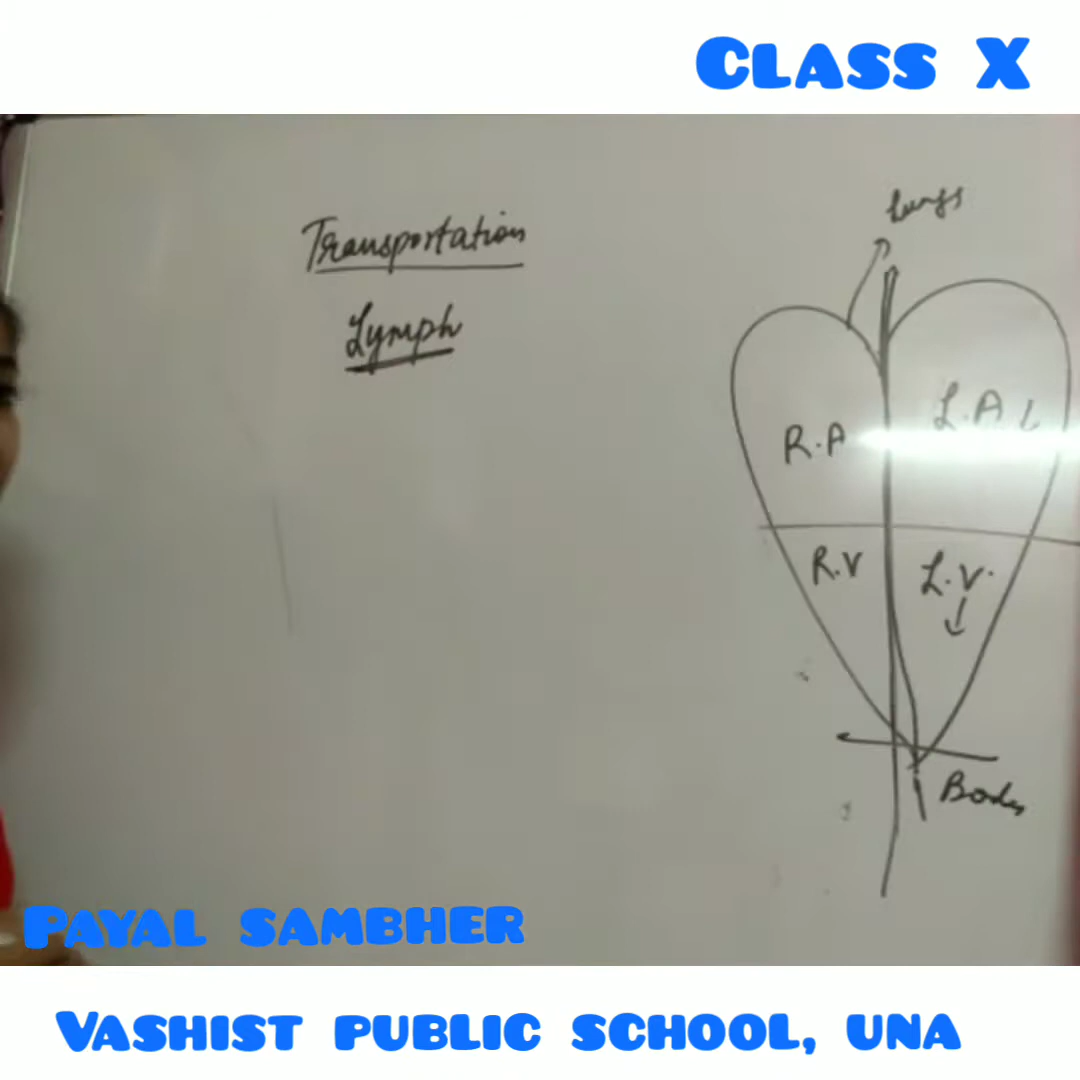 CLASS X
Transportation
Lymph
lungs
R.A
L.A
R.V
L.V.
Body
PAYAL SAMBHER
VASHIST PUBLIC SCHOOL, UNA